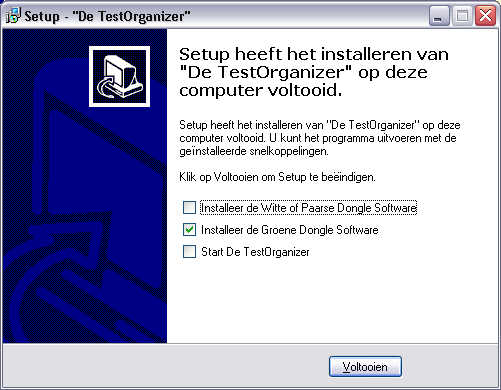 Setup - "De TestOrganizer"
Setup heeft het installeren van
"De TestOrganizer" op deze
computer voltooid.
Setup heeft het installeren van "De TestOrganizer" op deze
computer voltooid. U kunt het programma uitvoeren met de
geïnstalleerde snelkoppelingen.
Klik op Voltooien om Setup te beëindigen.
Installeer de Witte of Paarse Dongle Software
Installeer de Groene Dongle Software
Start De TestOrganizer
Voltooien